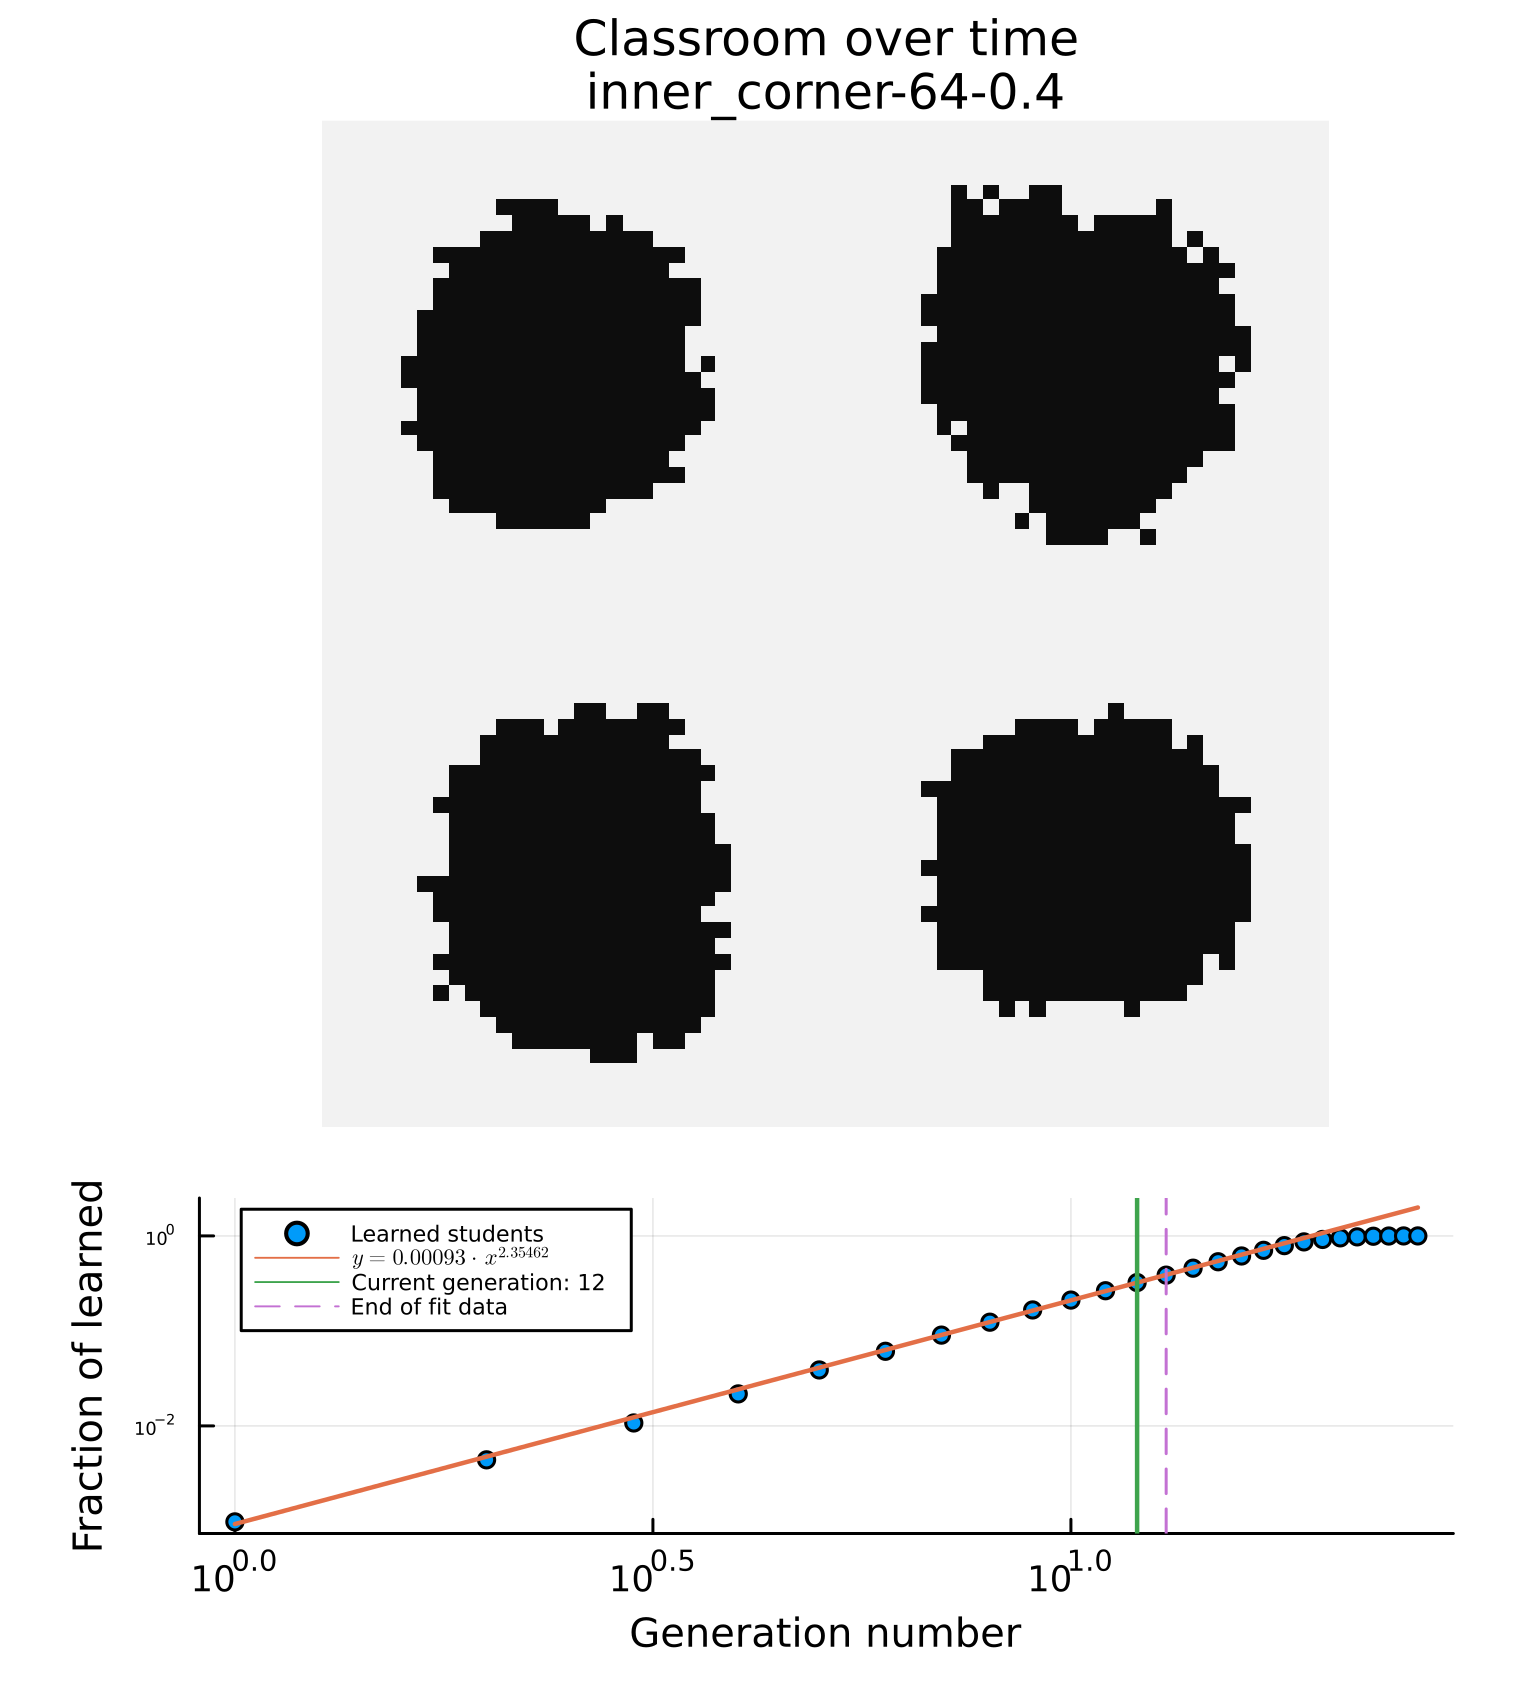 Classroom over time
inner_corner-64-0.4
Fraction of learned
10^0
10^-2
Learned students
y = 0.00093 · x^2.35462
Current generation: 12
End of fit data
10^0.0 10^0.5 10^1.0
Generation number